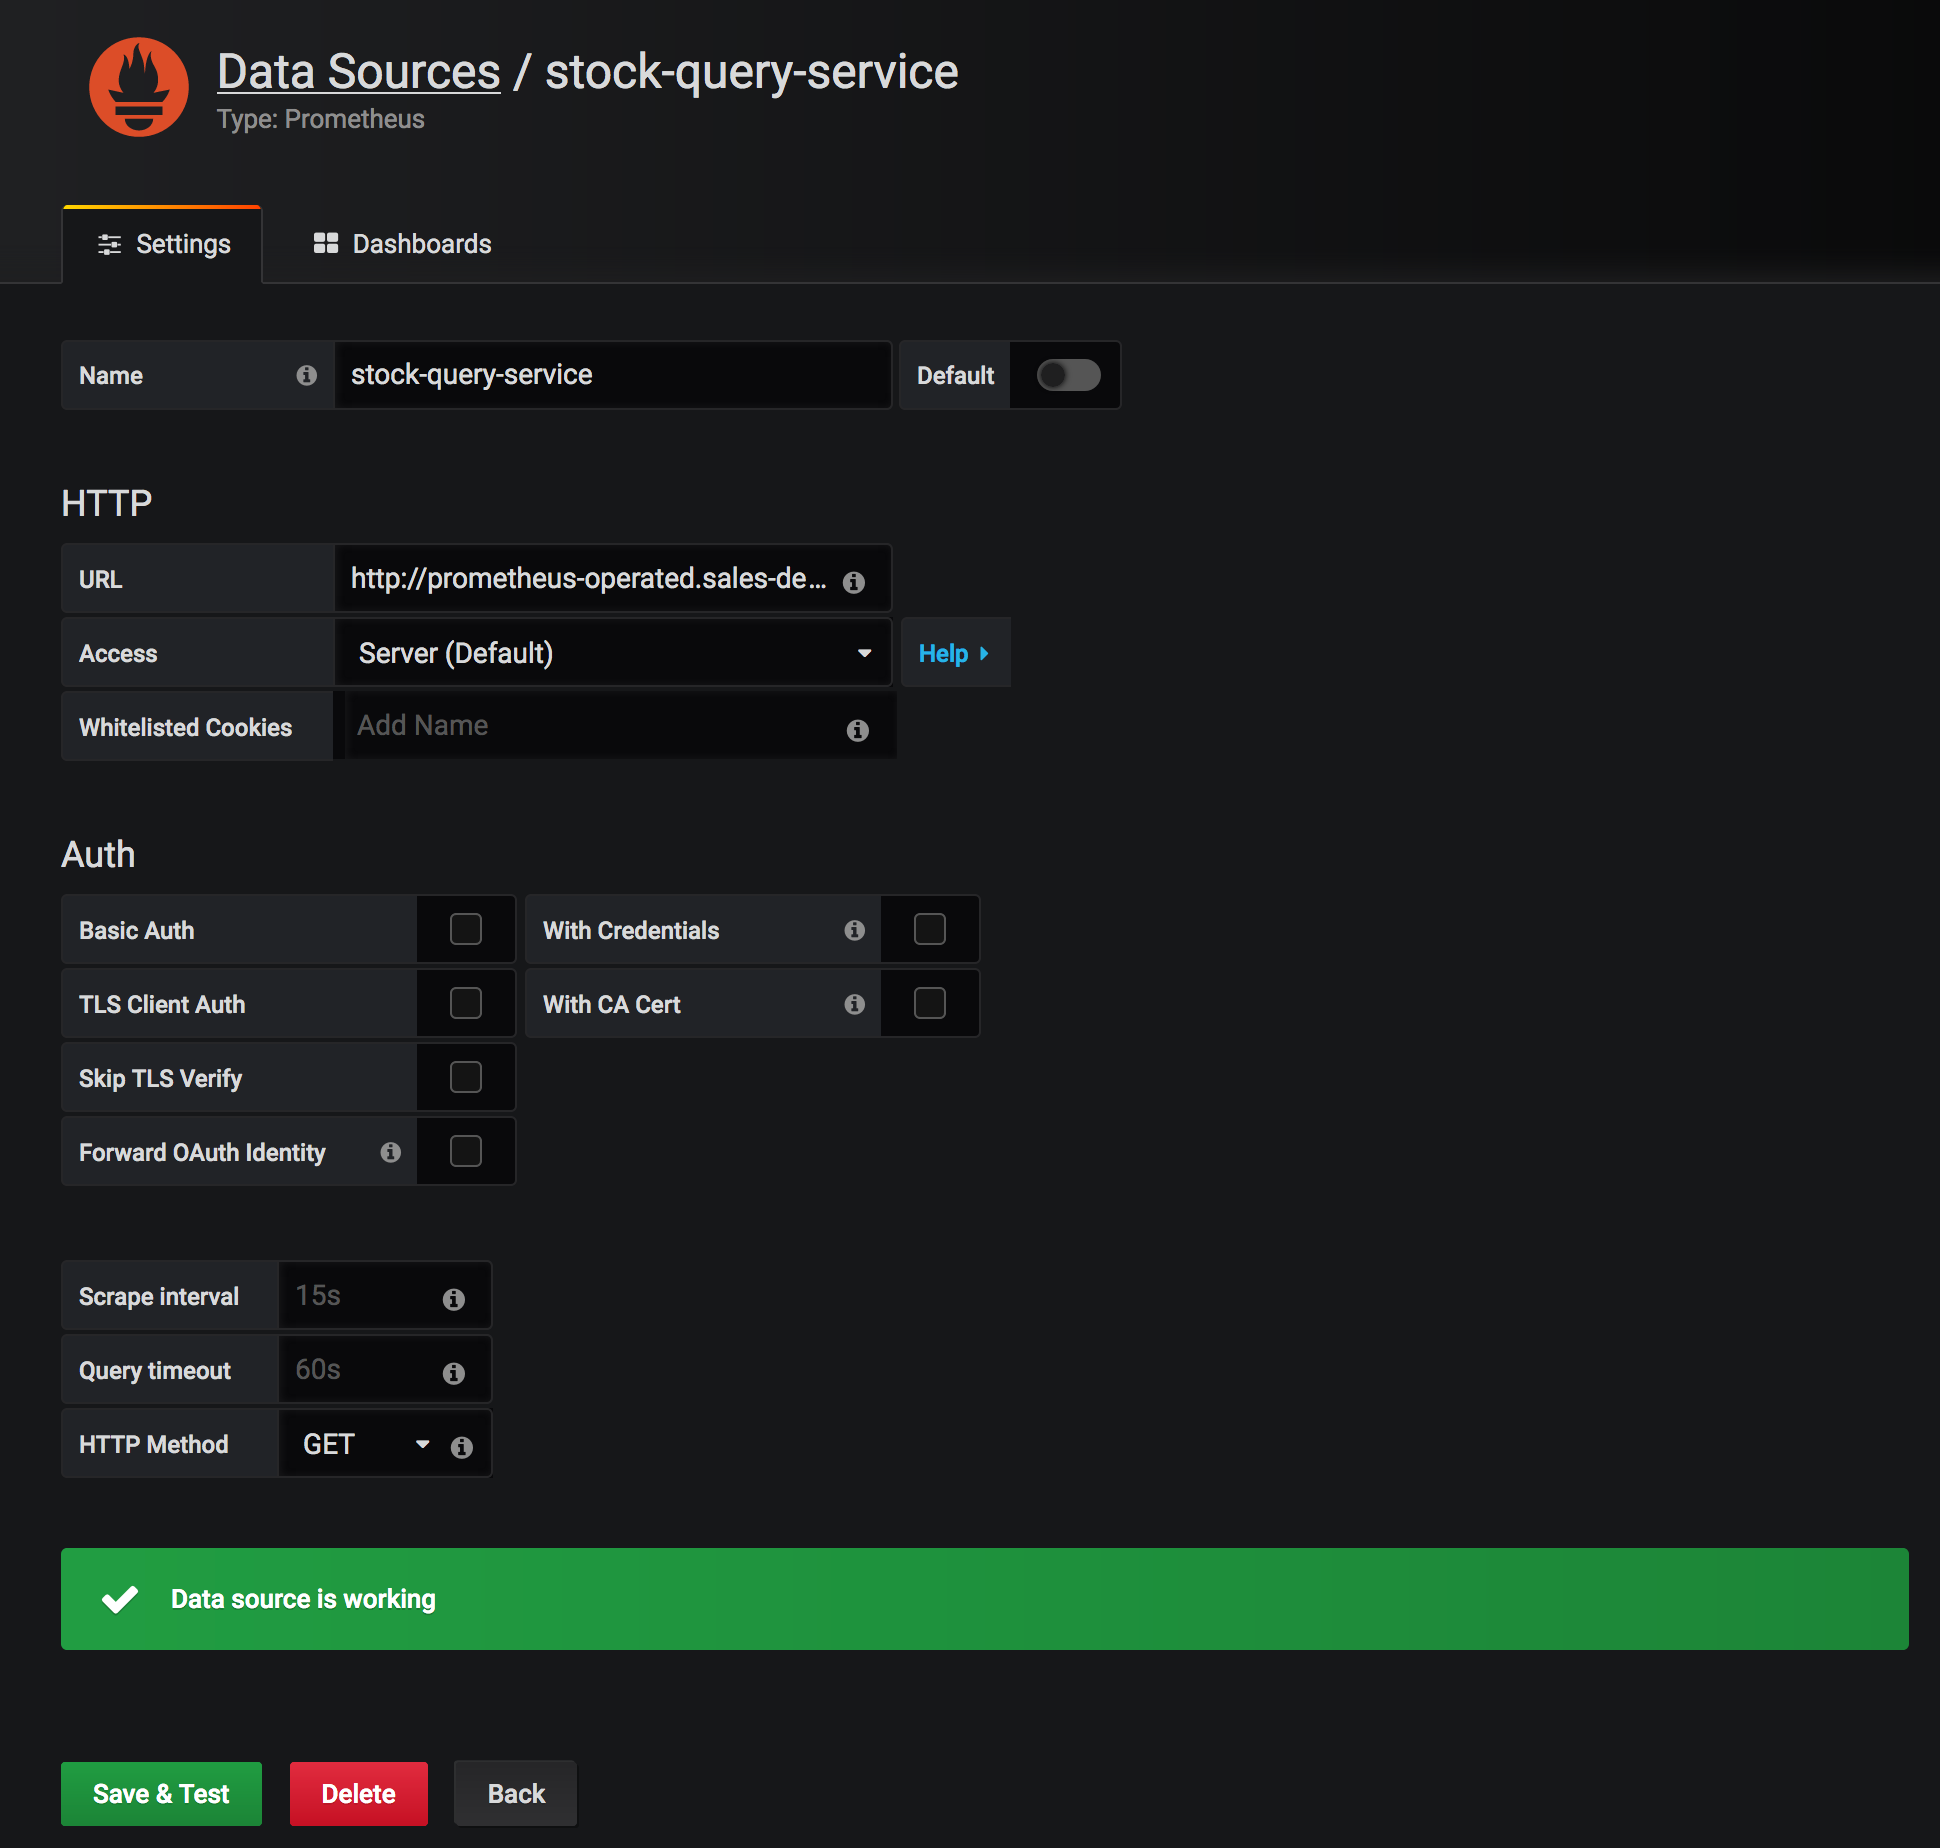 Data Sources / stock-query-service
Type: Prometheus
Settings
Dashboards
Name
stock-query-service
Default
HTTP
URL
http://prometheus-operated.sales-de...
Access
Server (Default)
Help
Whitelisted Cookies
Add Name
Auth
Basic Auth
With Credentials
TLS Client Auth
With CA Cert
Skip TLS Verify
Forward OAuth Identity
Scrape interval
15s
Query timeout
60s
HTTP Method
GET
Data source is working
Save & Test
Delete
Back